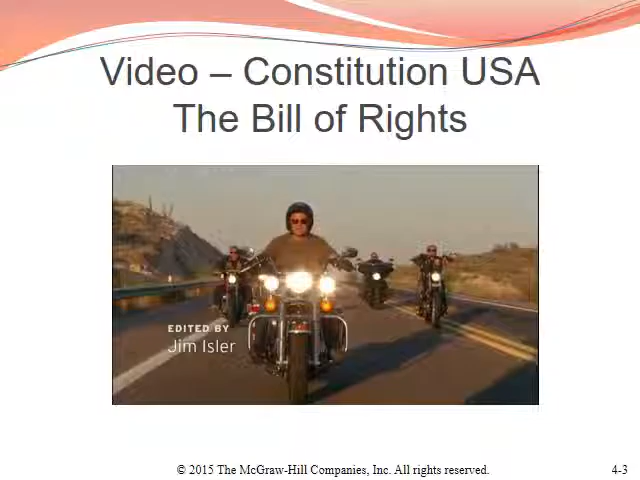 Video – Constitution USA
The Bill of Rights
EDITED BY
Jim Isler
© 2015 The McGraw-Hill Companies, Inc. All rights reserved.
4-3